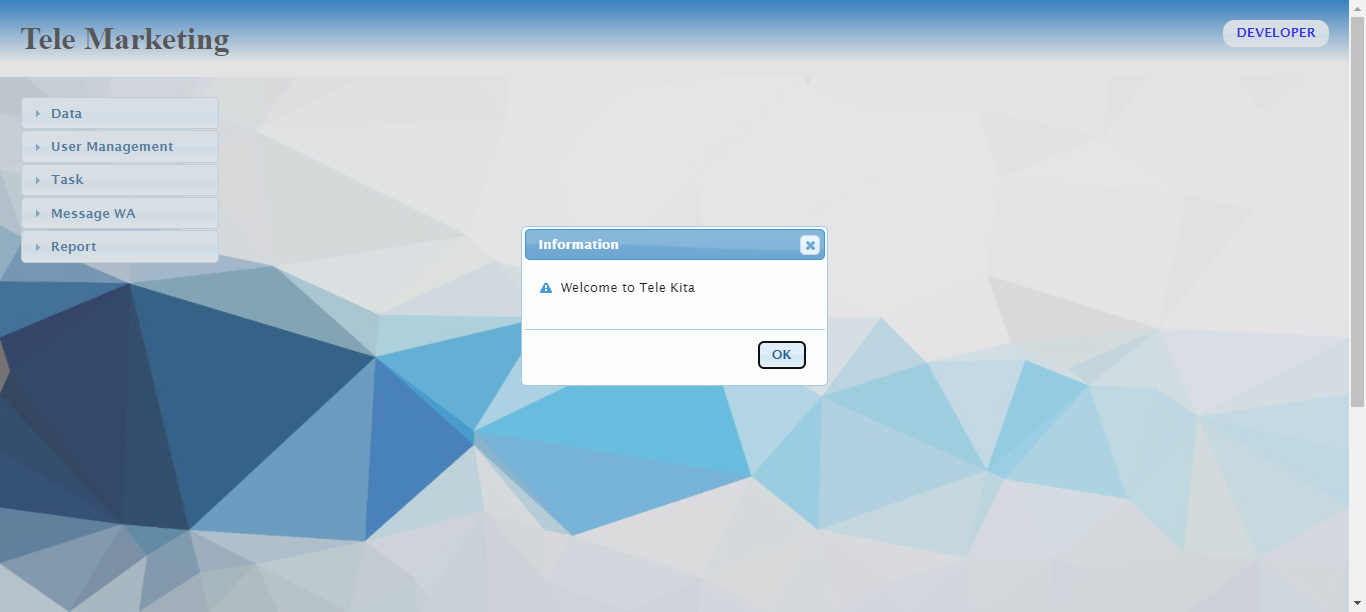 Tele Marketing
DEVELOPER
Data
User Management
Task
Message WA
Report
Information
Welcome to Tele Kita
OK